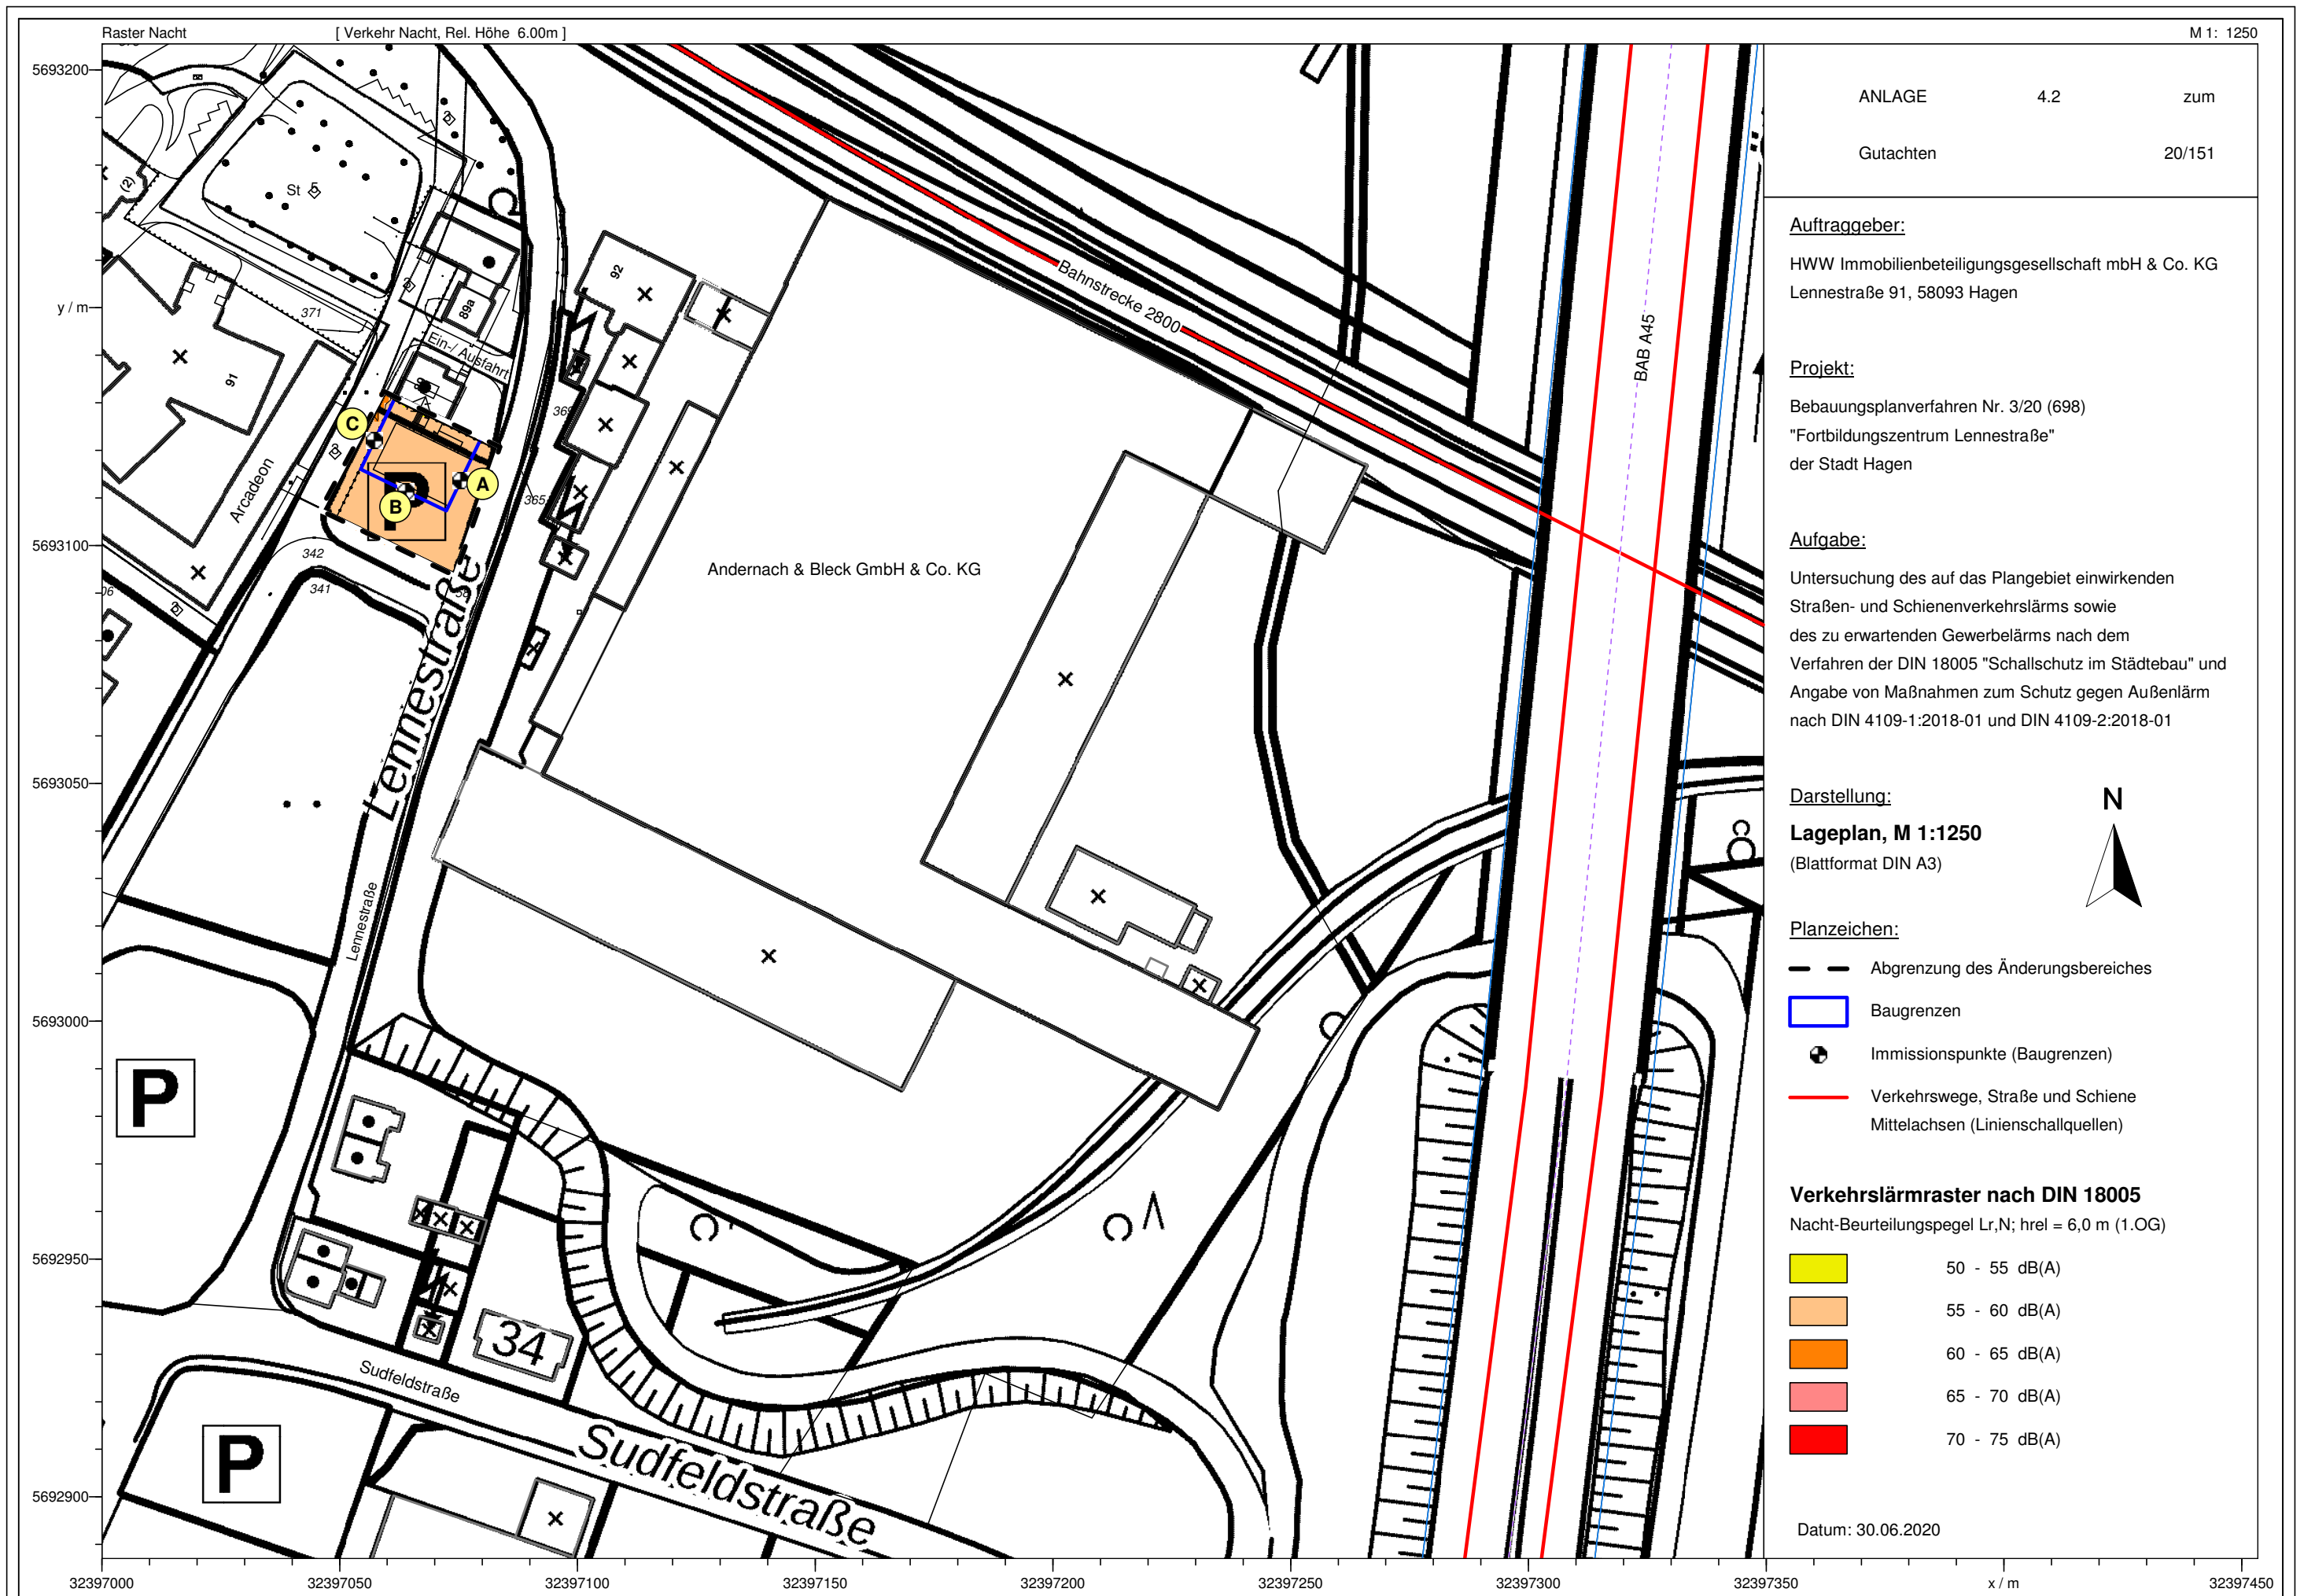 Raster Nacht [ Verkehr Nacht, Rel. Höhe 6.00m ] M 1: 1250
5693200
y / m
5693100
5693050
5693000
5692950
5692900
32397000 32397050 32397100 32397150 32397200 32397250 32397300 32397350 x / m 32397450
(2)
St
92
89a
371
Ein-/ Ausfahrt
91
C
A
B
P
Arcadeon
369
365
342
341
Lennestraße
Lennestraße
Bahnstrecke 2800
BAB A45
Andernach & Bleck GmbH & Co. KG
P
34
Sudfeldstraße
P
Sudfeldstraße
ANLAGE 4.2 zum
Gutachten 20/151
Auftraggeber:
HWW Immobilienbeteiligungsgesellschaft mbH & Co. KG
Lennestraße 91, 58093 Hagen
Projekt:
Bebauungsplanverfahren Nr. 3/20 (698)
"Fortbildungszentrum Lennestraße"
der Stadt Hagen
Aufgabe:
Untersuchung des auf das Plangebiet einwirkenden
Straßen- und Schienenverkehrslärms sowie
des zu erwartenden Gewerbelärms nach dem
Verfahren der DIN 18005 "Schallschutz im Städtebau" und
Angabe von Maßnahmen zum Schutz gegen Außenlärm
nach DIN 4109-1:2018-01 und DIN 4109-2:2018-01
Darstellung:
N
Lageplan, M 1:1250
(Blattformat DIN A3)
Planzeichen:
Abgrenzung des Änderungsbereiches
Baugrenzen
Immissionspunkte (Baugrenzen)
Verkehrswege, Straße und Schiene
Mittelachsen (Linienschallquellen)
Verkehrslärmraster nach DIN 18005
Nacht-Beurteilungspegel Lr,N; hrel = 6,0 m (1.OG)
50 - 55 dB(A)
55 - 60 dB(A)
60 - 65 dB(A)
65 - 70 dB(A)
70 - 75 dB(A)
Datum: 30.06.2020